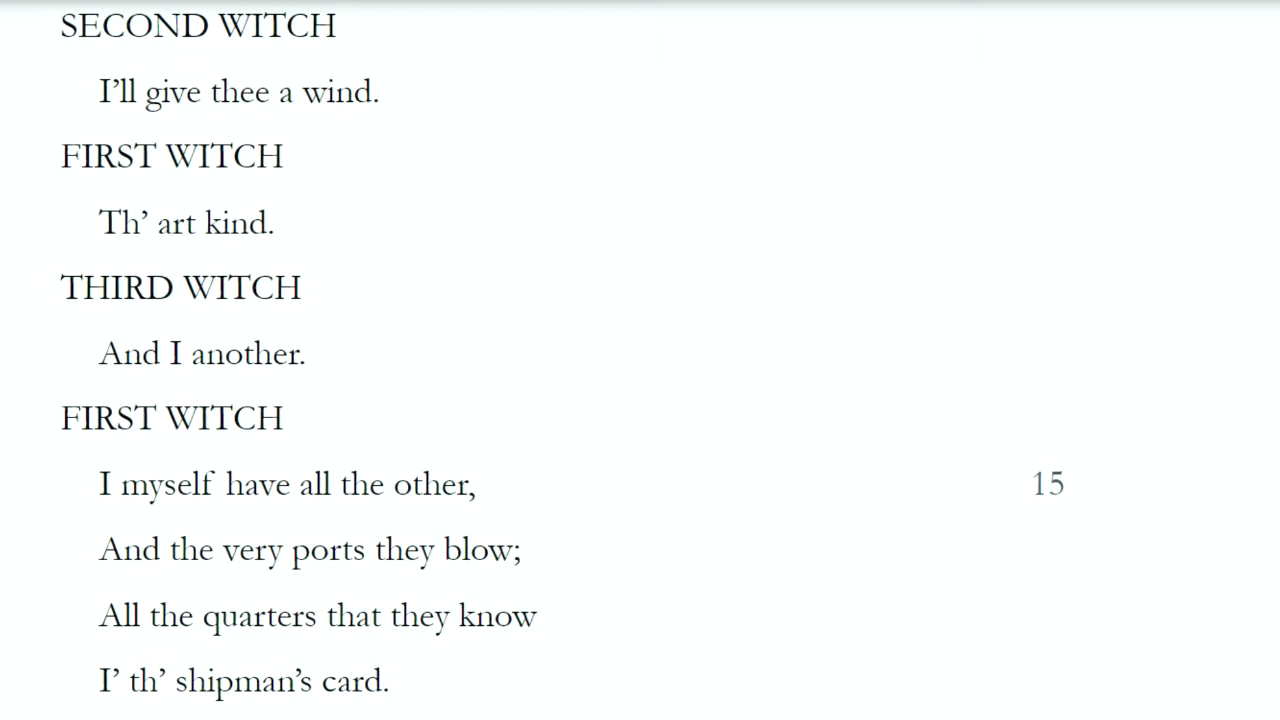 SECOND WITCH
I’ll give thee a wind.
FIRST WITCH
Th’ art kind.
THIRD WITCH
And I another.
FIRST WITCH
I myself have all the other, 15
And the very ports they blow;
All the quarters that they know
I’ th’ shipman’s card.